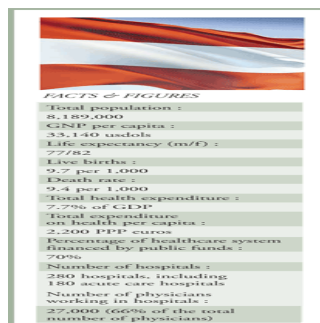 FACTS & FIGURES
Total population :
8,189,000
GNP per capita :
33,140 usdols
Life expectancy (m/f) :
77/82
Live births :
9.7 per 1,000
Death rate :
9.4 per 1,000
Total health expenditure :
7.7% of GDP
Total expenditure
on health per capita :
2,200 PPP euros
Percentage of healthcare system
financed by public funds :
70%
Number of hospitals :
280 hospitals, including
180 acute care hospitals
Number of physicians
working in hospitals :
27,000 (66% of the total
number of physicians)